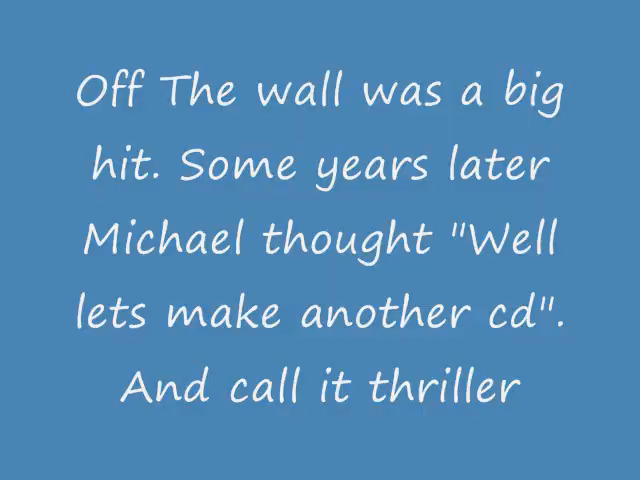 Off The wall was a big
hit. Some years later
Michael thought "Well
lets make another cd".
And call it thriller